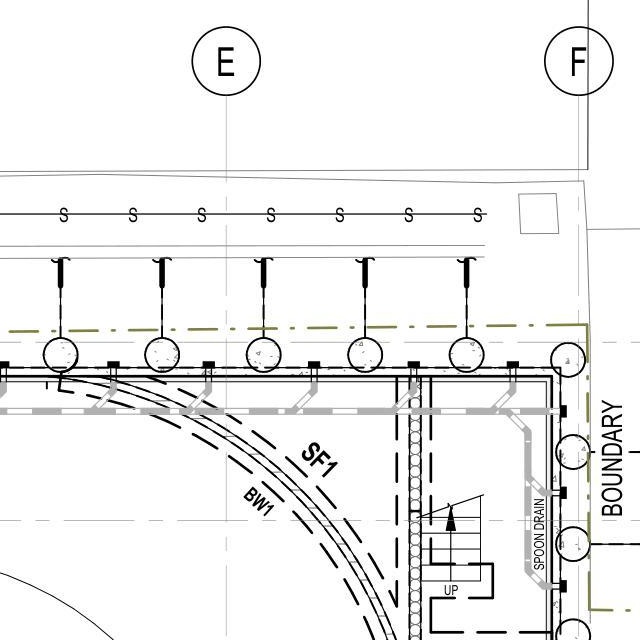 E
F
S S S S S S S
SF1
BW1
BOUNDARY
SPOON DRAIN
UP